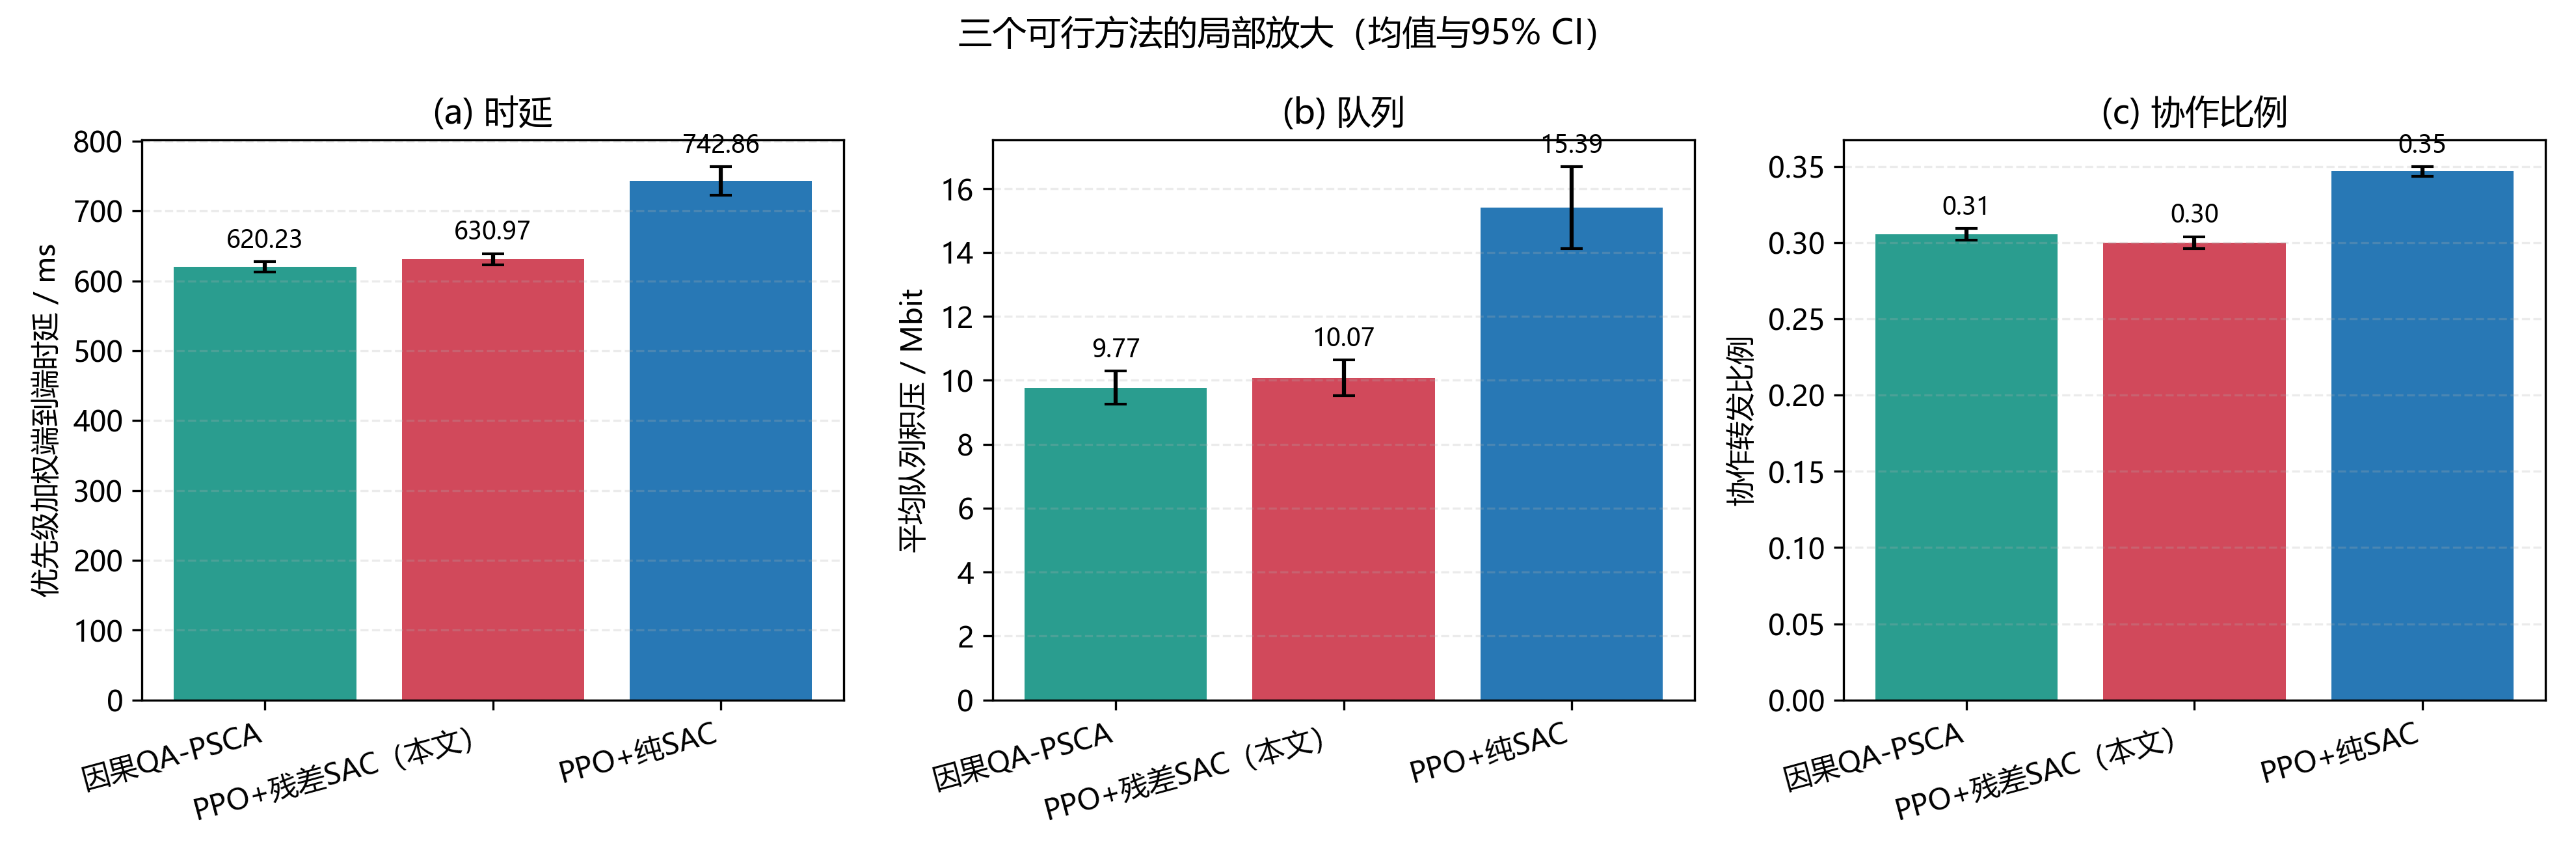 三个可行方法的局部放大（均值与95% CI）
(a) 时延
优先级加权端到端时延 / ms
800
700
600
500
400
300
200
100
0
620.23
630.97
742.86
因果QA-PSCA
PPO+残差SAC（本文）
PPO+纯SAC
(b) 队列
平均队列积压 / Mbit
16
14
12
10
8
6
4
2
0
9.77
10.07
15.39
因果QA-PSCA
PPO+残差SAC（本文）
PPO+纯SAC
(c) 协作比例
协作转发比例
0.35
0.30
0.25
0.20
0.15
0.10
0.05
0.00
0.31
0.30
0.35
因果QA-PSCA
PPO+残差SAC（本文）
PPO+纯SAC